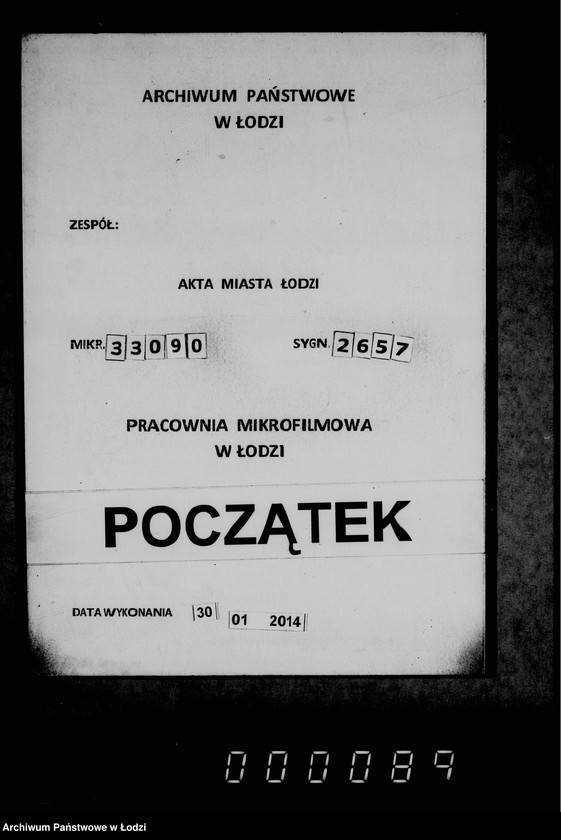 ARCHIWUM PAŃSTWOWE
W ŁODZI
ZESPÓŁ:
AKTA MIASTA ŁODZI
MIKR. 33090 SYGN. 2657
PRACOWNIA MIKROFILMOWA
W ŁODZI
POCZĄTEK
DATA WYKONANIA 30 01 2014
000089
Archiwum Państwowe w Łodzi